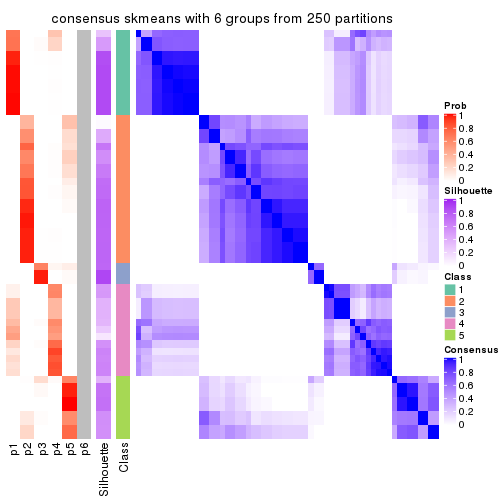 consensus skmeans with 6 groups from 250 partitions
Prob
1
0.8
0.6
0.4
0.2
0
Silhouette
1
0.8
0.6
0.4
0.2
0
Class
1
2
3
4
5
Consensus
1
0.8
0.6
0.4
0.2
0
p1
p2
p3
p4
p5
p6
Silhouette
Class